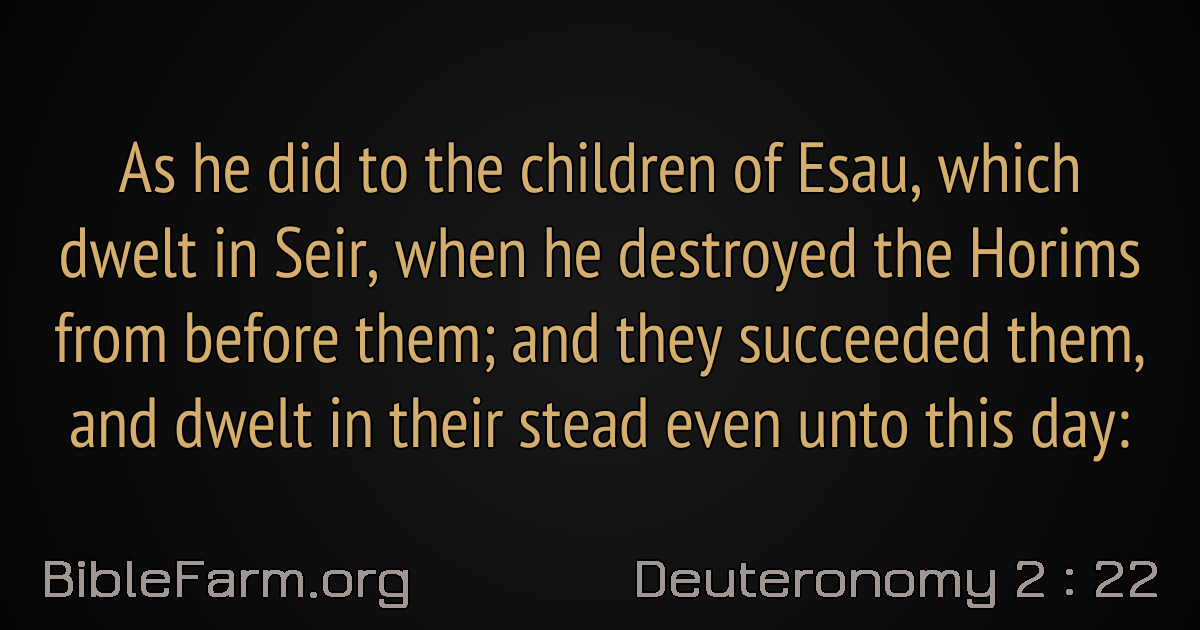 As he did to the children of Esau, which
dwelt in Seir, when he destroyed the Horims
from before them; and they succeeded them,
and dwelt in their stead even unto this day:
BibleFarm.org
Deuteronomy 2 : 22